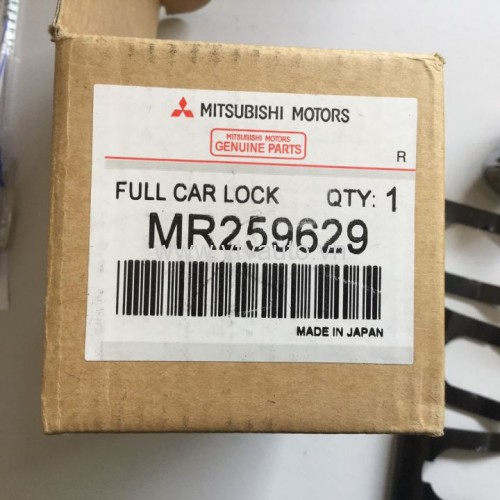 MITSUBISHI MOTORS
MITSUBISHI MOTORS
GENUINE PARTS
R
FULL CAR LOCK QTY: 1
MR259629
MADE IN JAPAN